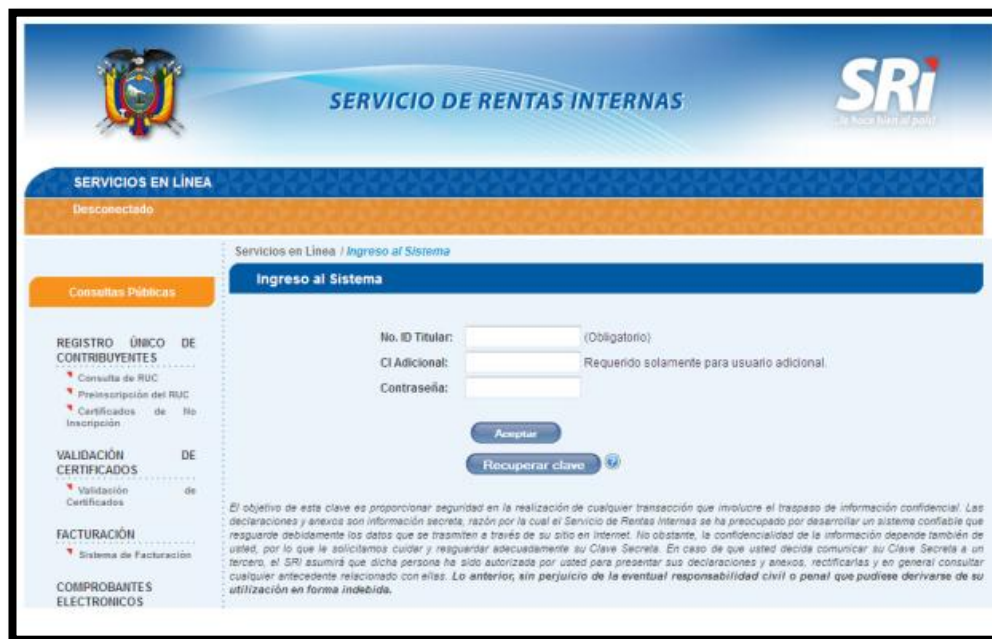 SERVICIO DE RENTAS INTERNAS
SRi
...le hace bien al país!
SERVICIOS EN LÍNEA
Desconectado
Servicios en Línea / Ingreso al Sistema
Ingreso al Sistema
Consultas Públicas
REGISTRO ÚNICO DE
CONTRIBUYENTES
Consulta de RUC
Preinscripción del RUC
Certificados de No
Inscripción
VALIDACIÓN DE
CERTIFICADOS
Validación de
Certificados
FACTURACIÓN
Sistema de Facturación
COMPROBANTES
ELECTRONICOS
No. ID Titular: (Obligatorio)
CI Adicional: Requerido solamente para usuario adicional.
Contraseña:
Aceptar
Recuperar clave
El objetivo de esta clave es proporcionar seguridad en la realización de cualquier transacción que involucre el traspaso de información confidencial. Las
declaraciones y anexos son información secreta, razón por la cual el Servicio de Rentas Internas se ha preocupado por desarrollar un sistema confiable que
resguarde debidamente los datos que se trasmiten a través de su sitio en Internet. No obstante, la confidencialidad de la información depende también de
usted, por lo que le solicitamos cuidar y resguardar adecuadamente su Clave Secreta. En caso de que usted decida comunicar su Clave Secreta a un
tercero, el SRI asumirá que dicha persona ha sido autorizada por usted para presentar sus declaraciones y anexos, rectificarlas y en general consultar
cualquier antecedente relacionado con ellas. Lo anterior, sin perjuicio de la eventual responsabilidad civil o penal que pudiese derivarse de su
utilización en forma indebida.